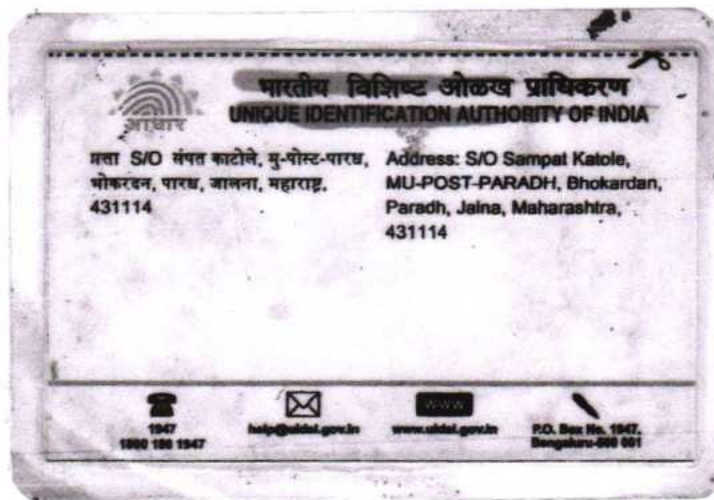 भारतीय विशिष्ट ओळख प्राधिकरण
UNIQUE IDENTIFICATION AUTHORITY OF INDIA
आधार
पत्ता S/O संपत काटोले, मु-पोस्ट-पारध,
भोकरदन, पारध, जालना, महाराष्ट्र,
431114
Address: S/O Sampat Katole,
MU-POST-PARADH, Bhokardan,
Paradh, Jalna, Maharashtra,
431114
1947
1800 180 1947
help@uidai.gov.in
www
www.uidai.gov.in
P.O. Box No. 1947,
Bengaluru-560 001